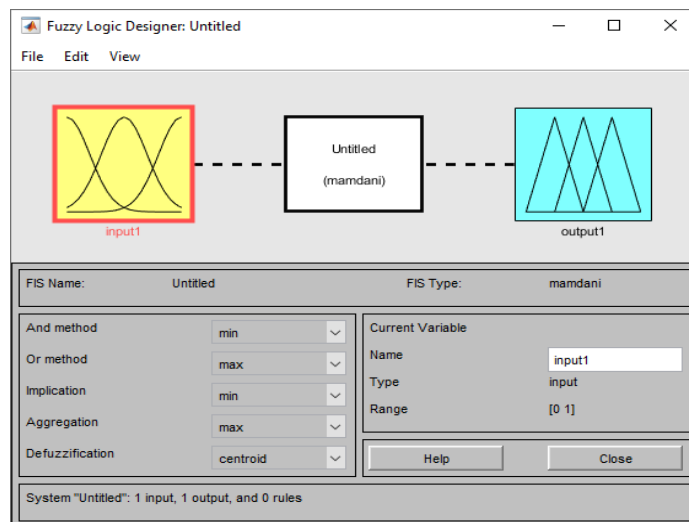 Fuzzy Logic Designer: Untitled
File Edit View
Untitled
(mamdani)
input1
output1
FIS Name: Untitled FIS Type: mamdani
And method min
Or method max
Implication min
Aggregation max
Defuzzification centroid
Current Variable
Name input1
Type input
Range [0 1]
Help Close
System "Untitled": 1 input, 1 output, and 0 rules